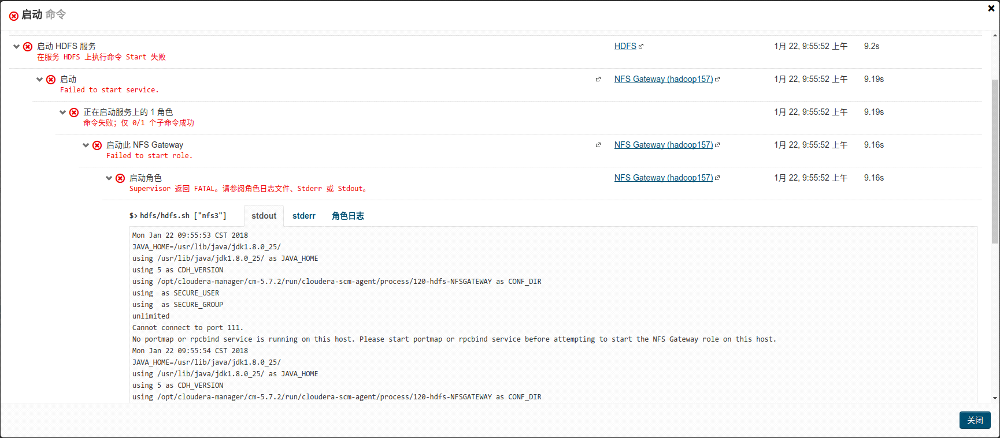 启动 命令
启动 HDFS 服务 HDFS 1月 22, 9:55:52 上午 9.2s
在服务 HDFS 上执行命令 Start 失败
启动 NFS Gateway (hadoop157) 1月 22, 9:55:52 上午 9.19s
Failed to start service.
正在启动服务上的 1 角色 1月 22, 9:55:52 上午 9.19s
命令失败；仅 0/1 个子命令成功
启动此 NFS Gateway NFS Gateway (hadoop157) 1月 22, 9:55:52 上午 9.16s
Failed to start role.
启动角色 NFS Gateway (hadoop157) 1月 22, 9:55:52 上午 9.16s
Supervisor 返回 FATAL。请参阅角色日志文件、Stderr 或 Stdout。
$> hdfs/hdfs.sh ["nfs3"] stdout stderr 角色日志
Mon Jan 22 09:55:53 CST 2018
JAVA_HOME=/usr/lib/java/jdk1.8.0_25/
using /usr/lib/java/jdk1.8.0_25/ as JAVA_HOME
using 5 as CDH_VERSION
using /opt/cloudera-manager/cm-5.7.2/run/cloudera-scm-agent/process/120-hdfs-NFSGATEWAY as CONF_DIR
using  as SECURE_USER
using  as SECURE_GROUP
unlimited
Cannot connect to port 111.
No portmap or rpcbind service is running on this host. Please start portmap or rpcbind service before attempting to start the NFS Gateway role on this host.
Mon Jan 22 09:55:54 CST 2018
JAVA_HOME=/usr/lib/java/jdk1.8.0_25/
using /usr/lib/java/jdk1.8.0_25/ as JAVA_HOME
using 5 as CDH_VERSION
using /opt/cloudera-manager/cm-5.7.2/run/cloudera-scm-agent/process/120-hdfs-NFSGATEWAY as CONF_DIR
关闭